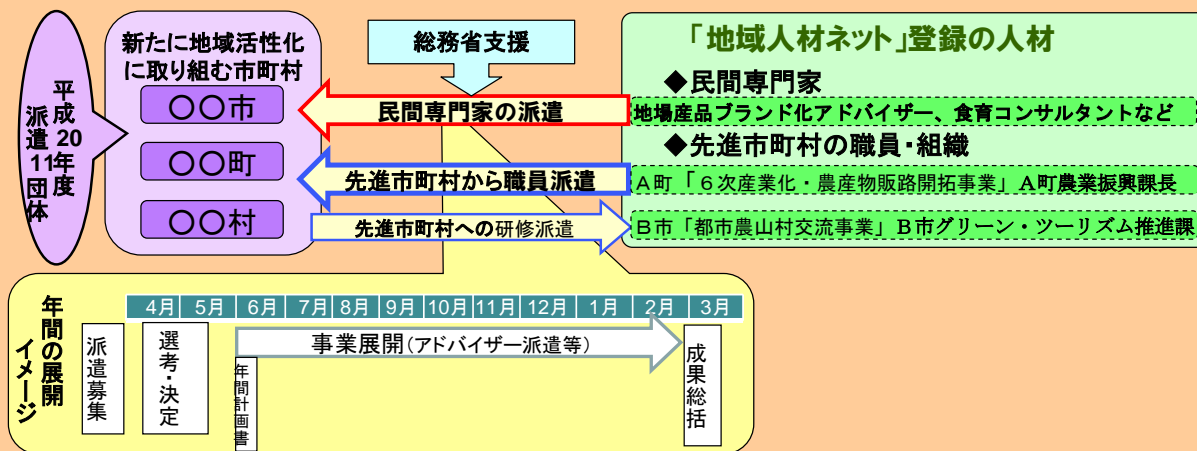 平成20年度
派遣11団体
新たに地域活性化
に取り組む市町村
〇〇市
〇〇町
〇〇村
総務省支援
民間専門家の派遣
先進市町村から職員派遣
先進市町村への研修派遣
「地域人材ネット」登録の人材
◆民間専門家
地場産品ブランド化アドバイザー、食育コンサルタントなど
◆先進市町村の職員・組織
A町「６次産業化・農産物販路開拓事業」A町農業振興課長
B市「都市農山村交流事業」B市グリーン・ツーリズム推進課
年間の展開
イメージ
4月 5月 6月 7月 8月 9月 10月 11月 12月 1月 2月 3月
派遣募集
選考・決定
年間計画書
事業展開(アドバイザー派遣等)
成果総括